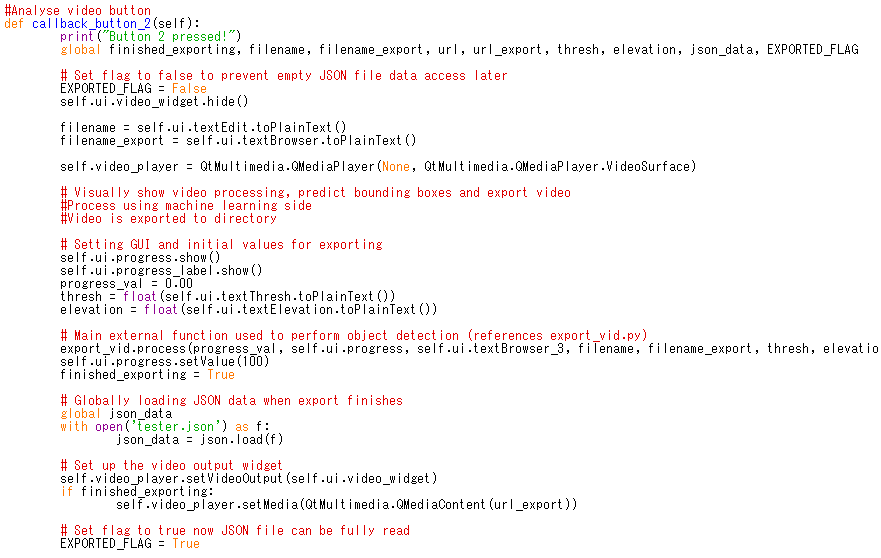 #Analyse video button
def callback_button_2(self):
print("Button 2 pressed!")
global finished_exporting, filename, filename_export, url, url_export, thresh, elevation, json_data, EXPORTED_FLAG
# Set flag to false to prevent empty JSON file data access later
EXPORTED_FLAG = False
self.ui.video_widget.hide()
filename = self.ui.textEdit.toPlainText()
filename_export = self.ui.textBrowser.toPlainText()
self.video_player = QtMultimedia.QMediaPlayer(None, QtMultimedia.QMediaPlayer.VideoSurface)
# Visually show video processing, predict bounding boxes and export video
#Process using machine learning side
#Video is exported to directory
# Setting GUI and initial values for exporting
self.ui.progress.show()
self.ui.progress_label.show()
progress_val = 0.00
thresh = float(self.ui.textThresh.toPlainText())
elevation = float(self.ui.textElevation.toPlainText())
# Main external function used to perform object detection (references export_vid.py)
export_vid.process(progress_val, self.ui.progress, self.ui.textBrowser_3, filename, filename_export, thresh, elevatio
self.ui.progress.setValue(100)
finished_exporting = True
# Globally loading JSON data when export finishes
global json_data
with open('tester.json') as f:
json_data = json.load(f)
# Set up the video output widget
self.video_player.setVideoOutput(self.ui.video_widget)
if finished_exporting:
self.video_player.setMedia(QtMultimedia.QMediaContent(url_export))
# Set flag to true now JSON file can be fully read
EXPORTED_FLAG = True